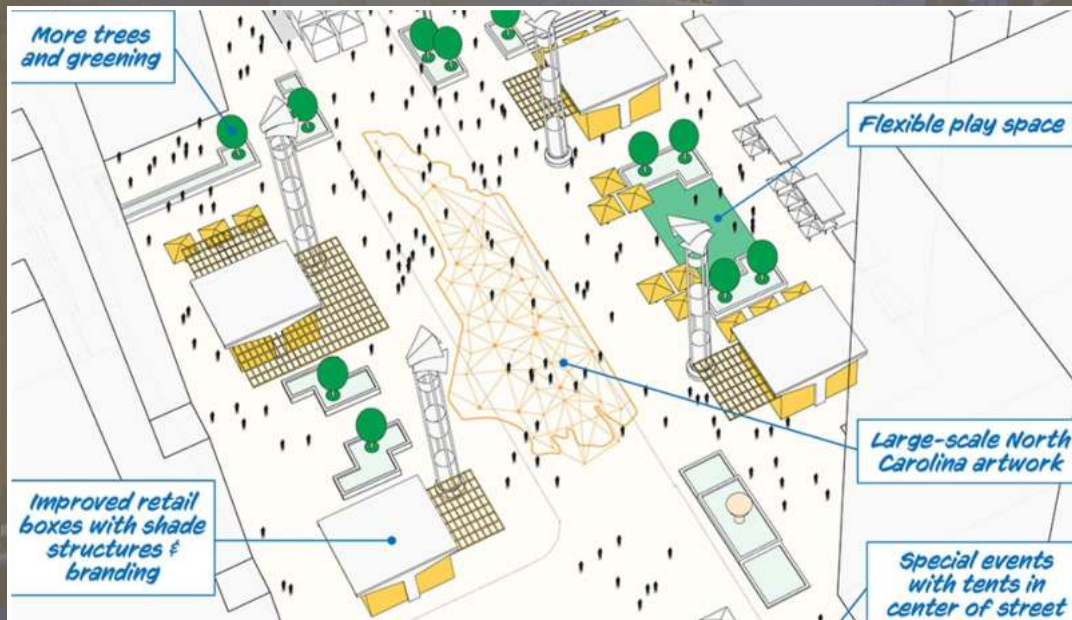 More trees
and greening
Flexible play space
Large-scale North
Carolina artwork
Improved retail
boxes with shade
structures &
branding
Special events
with tents in
center of street